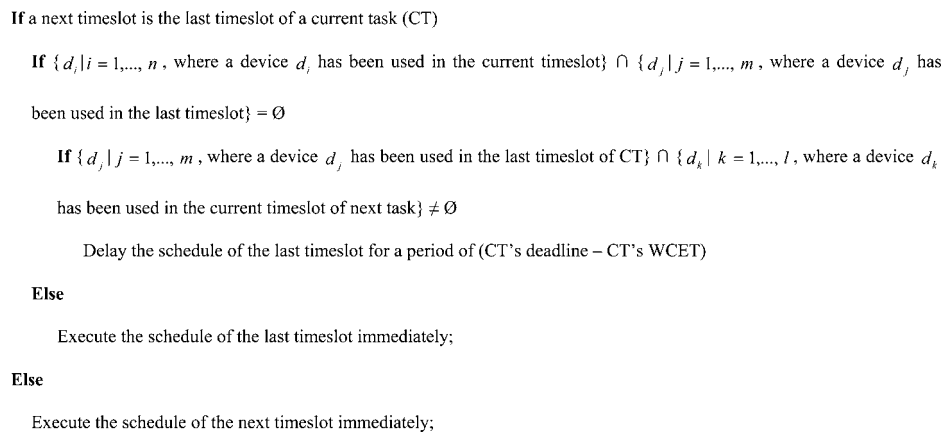 If a next timeslot is the last timeslot of a current task (CT)
If {d_i|i = 1,..., n , where a device d_i has been used in the current timeslot} ∩ {d_j| j = 1,..., m , where a device d_j has
been used in the last timeslot} = Ø
If {d_j| j = 1,..., m , where a device d_j has been used in the last timeslot of CT} ∩ {d_k| k = 1,..., l , where a device d_k
has been used in the current timeslot of next task} ≠ Ø
Delay the schedule of the last timeslot for a period of (CT's deadline – CT's WCET)
Else
Execute the schedule of the last timeslot immediately;
Else
Execute the schedule of the next timeslot immediately;